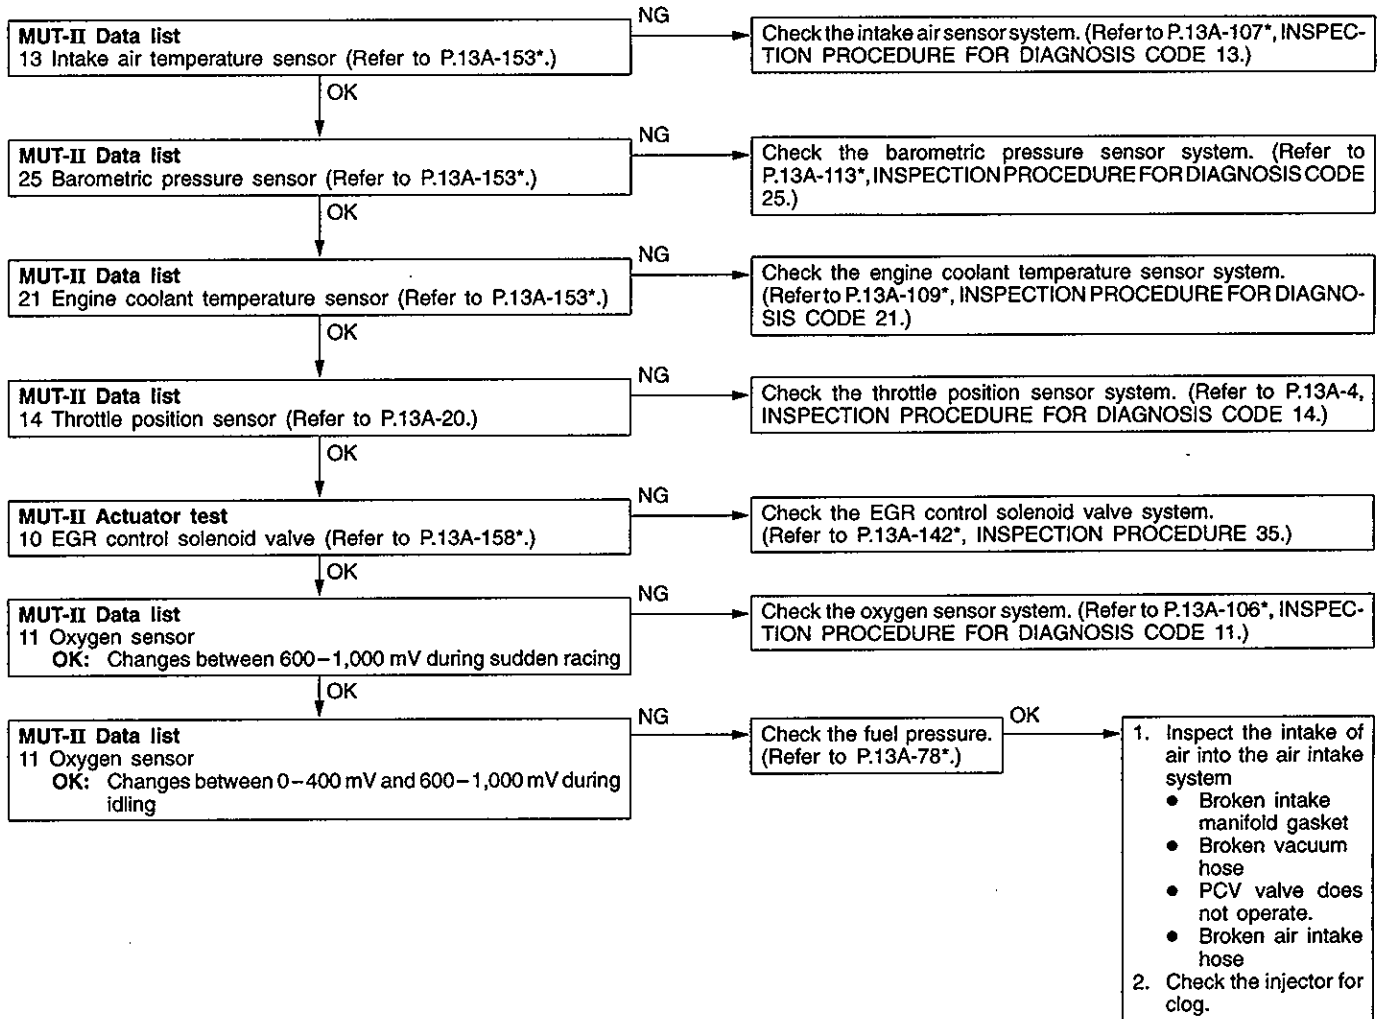 NG
MUT-II Data list
13 Intake air temperature sensor (Refer to P.13A-153*.)
Check the intake air sensor system. (Refer to P.13A-107*, INSPEC-
TION PROCEDURE FOR DIAGNOSIS CODE 13.)
OK
NG
MUT-II Data list
25 Barometric pressure sensor (Refer to P.13A-153*.)
Check the barometric pressure sensor system. (Refer to
P.13A-113*, INSPECTION PROCEDURE FOR DIAGNOSIS CODE
25.)
OK
NG
MUT-II Data list
21 Engine coolant temperature sensor (Refer to P.13A-153*.)
Check the engine coolant temperature sensor system.
(Refer to P.13A-109*, INSPECTION PROCEDURE FOR DIAGNO-
SIS CODE 21.)
OK
NG
MUT-II Data list
14 Throttle position sensor (Refer to P.13A-20.)
Check the throttle position sensor system. (Refer to P.13A-4,
INSPECTION PROCEDURE FOR DIAGNOSIS CODE 14.)
OK
NG
MUT-II Actuator test
10 EGR control solenoid valve (Refer to P.13A-158*.)
Check the EGR control solenoid valve system.
(Refer to P.13A-142*, INSPECTION PROCEDURE 35.)
OK
NG
MUT-II Data list
11 Oxygen sensor
OK: Changes between 600–1,000 mV during sudden racing
Check the oxygen sensor system. (Refer to P.13A-106*, INSPEC-
TION PROCEDURE FOR DIAGNOSIS CODE 11.)
OK
NG
MUT-II Data list
11 Oxygen sensor
OK: Changes between 0–400 mV and 600–1,000 mV during
idling
Check the fuel pressure.
(Refer to P.13A-78*.)
OK
1. Inspect the intake of
air into the air intake
system
● Broken intake
manifold gasket
● Broken vacuum
hose
● PCV valve does
not operate.
● Broken air intake
hose
2. Check the injector for
clog.